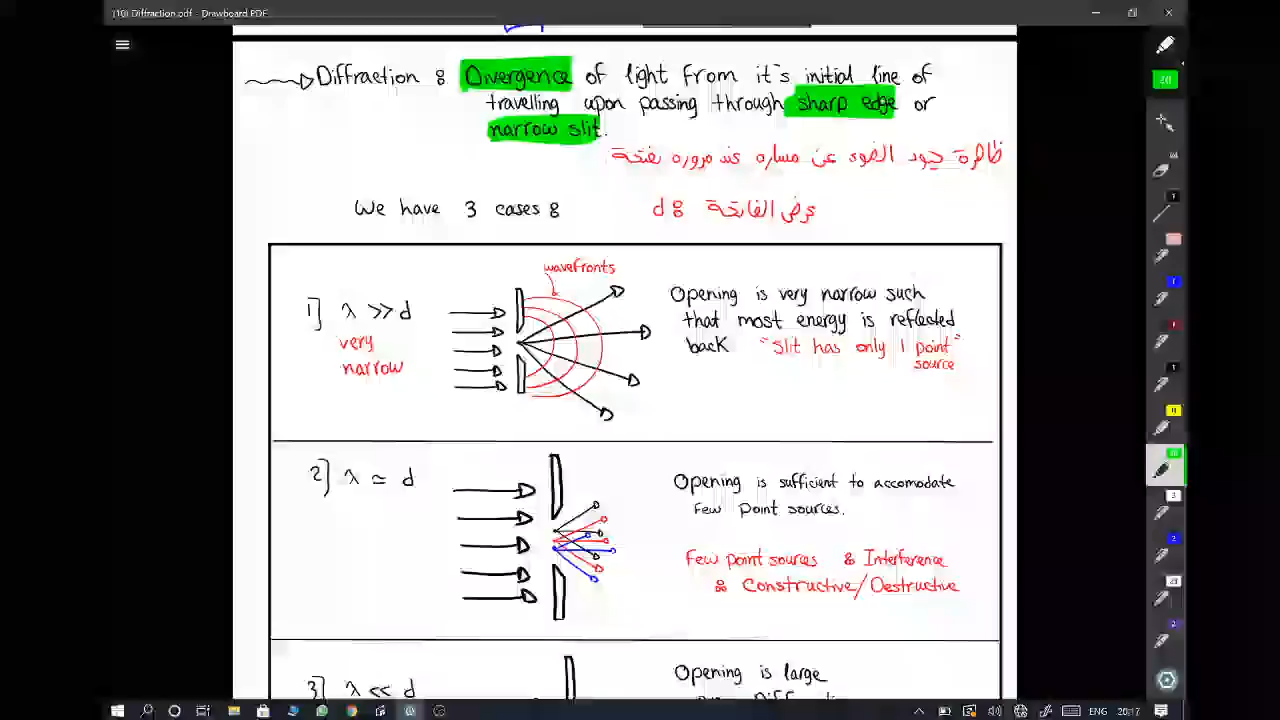 (10) Diffraction.pdf - Drawboard PDF
Diffraction : Divergence of light from it's initial line of
travelling upon passing through sharp edge or
narrow slit.
ظاهرة حيود الضوء عن مساره عند مروره بفتحة
We have 3 cases :
d : عرض الفاتحة
1] λ >> d
very
narrow
wavefronts
Opening is very narrow such
that most energy is reflected
back "slit has only 1 point"
source
2] λ ≃ d
Opening is sufficient to accomodate
few point sources.
Few point sources : Interference
: Constructive/Destructive
3] λ << d
Opening is large
ENG 20:17